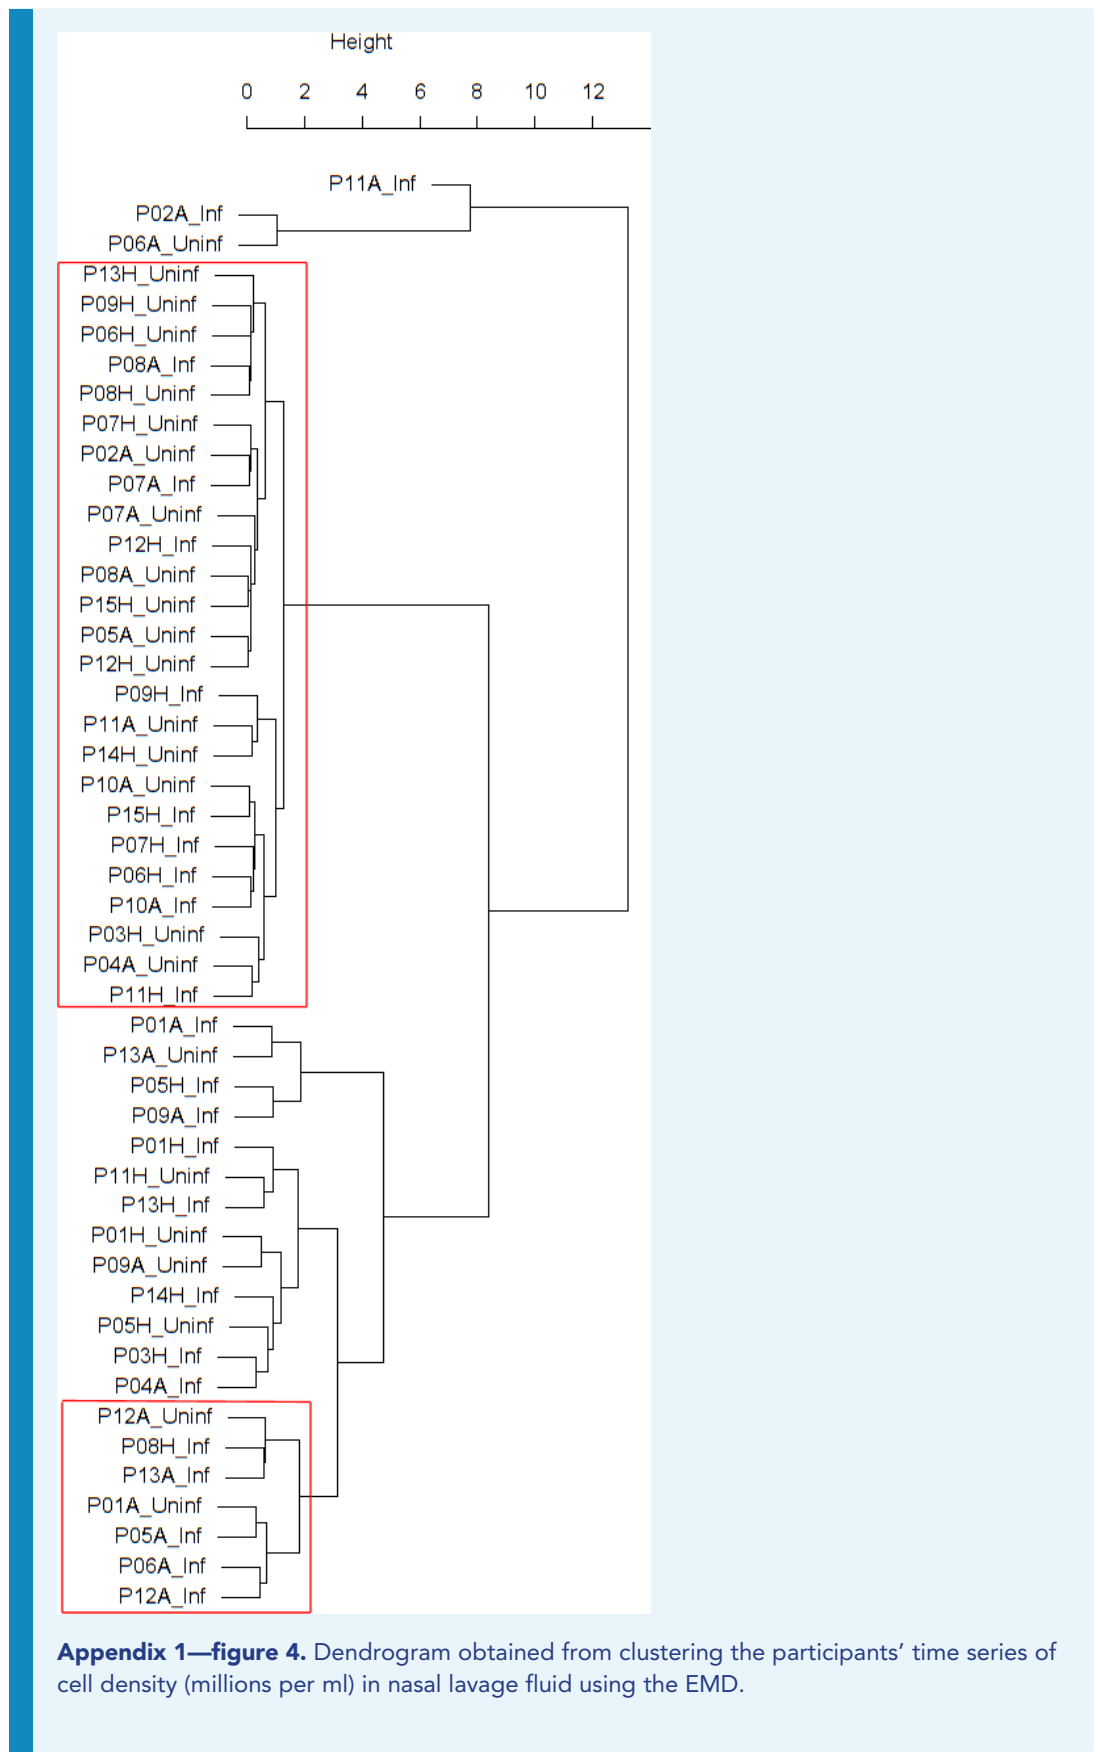 Height
0 2 4 6 8 10 12
P11A_Inf
P02A_Inf
P06A_Uninf
P13H_Uninf
P09H_Uninf
P06H_Uninf
P08A_Inf
P08H_Uninf
P07H_Uninf
P02A_Uninf
P07A_Inf
P07A_Uninf
P12H_Inf
P08A_Uninf
P15H_Uninf
P05A_Uninf
P12H_Uninf
P09H_Inf
P11A_Uninf
P14H_Uninf
P10A_Uninf
P15H_Inf
P07H_Inf
P06H_Inf
P10A_Inf
P03H_Uninf
P04A_Uninf
P11H_Inf
P01A_Inf
P13A_Uninf
P05H_Inf
P09A_Inf
P01H_Inf
P11H_Uninf
P13H_Inf
P01H_Uninf
P09A_Uninf
P14H_Inf
P05H_Uninf
P03H_Inf
P04A_Inf
P12A_Uninf
P08H_Inf
P13A_Inf
P01A_Uninf
P05A_Inf
P06A_Inf
P12A_Inf
Appendix 1—figure 4. Dendrogram obtained from clustering the participants’ time series of
cell density (millions per ml) in nasal lavage fluid using the EMD.